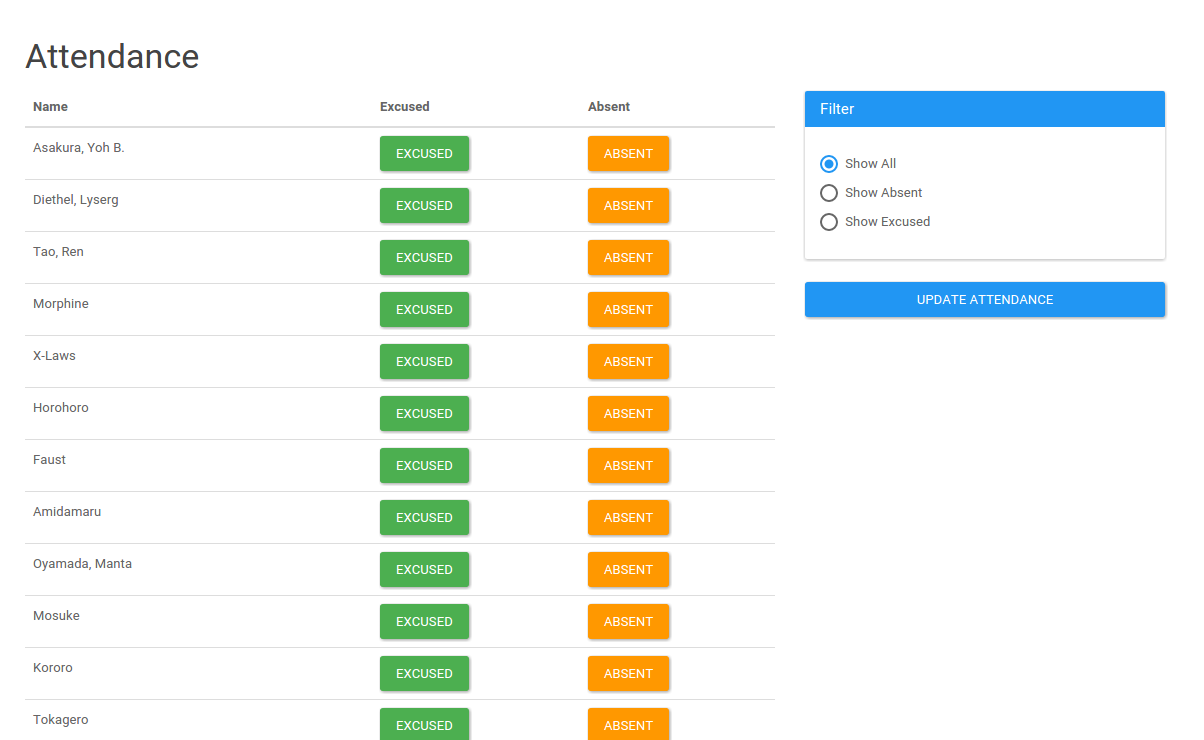 Attendance
Name Excused Absent
Asakura, Yoh B. EXCUSED ABSENT
Diethel, Lyserg EXCUSED ABSENT
Tao, Ren EXCUSED ABSENT
Morphine EXCUSED ABSENT
X-Laws EXCUSED ABSENT
Horohoro EXCUSED ABSENT
Faust EXCUSED ABSENT
Amidamaru EXCUSED ABSENT
Oyamada, Manta EXCUSED ABSENT
Mosuke EXCUSED ABSENT
Kororo EXCUSED ABSENT
Tokagero EXCUSED ABSENT
Filter
Show All
Show Absent
Show Excused
UPDATE ATTENDANCE